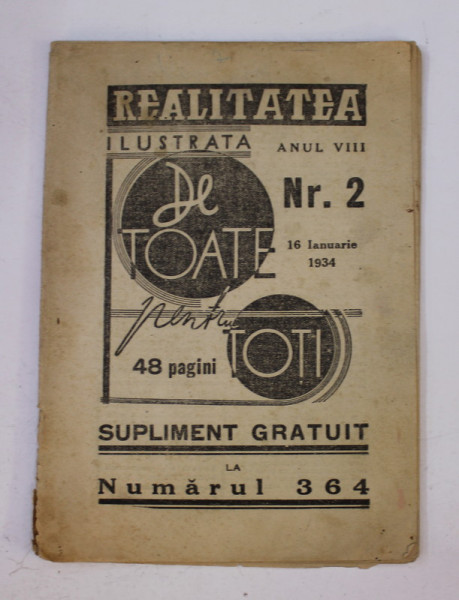 REALITATEA
ILUSTRATA
ANUL VIII
De
TOATE
Nr. 2
16 Ianuarie
1934
pentru
TOTI
48 pagini
SUPLIMENT GRATUIT
LA
Numărul 364